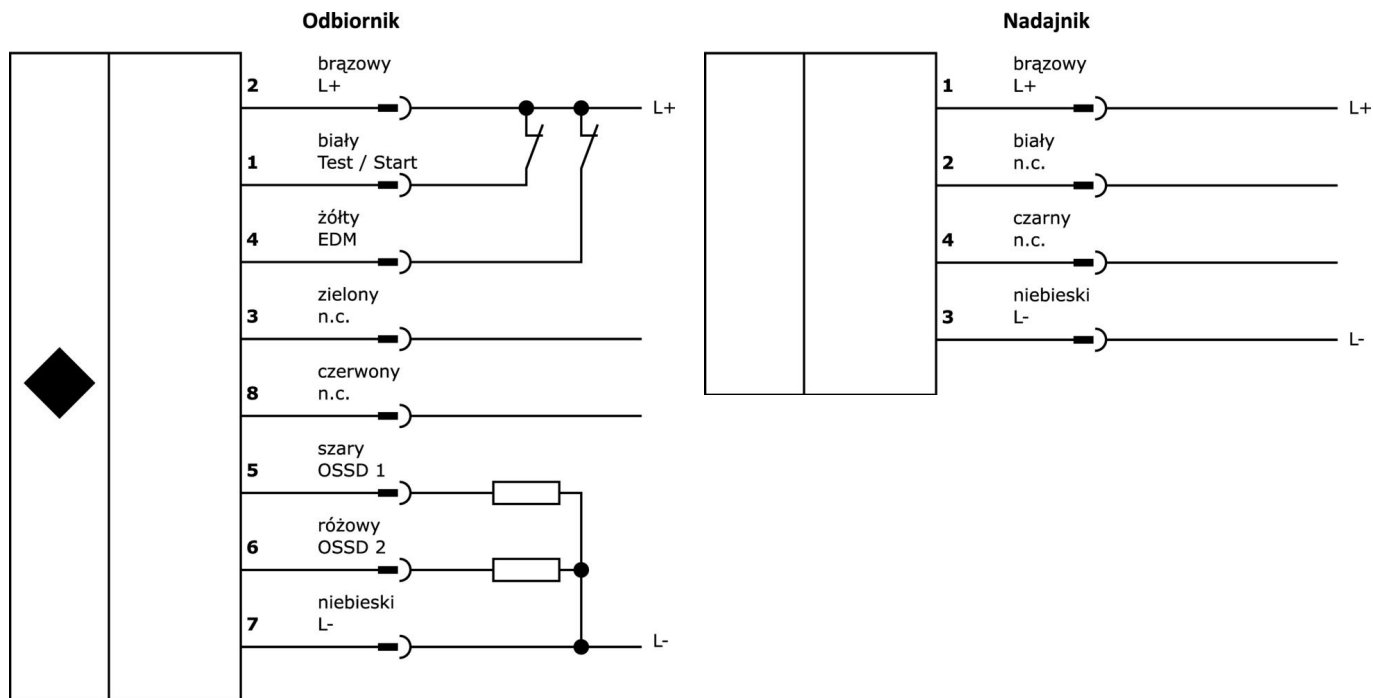 Odbiornik
2
brązowy
L+
L+
1
biały
Test / Start
4
żółty
EDM
3
zielony
n.c.
8
czerwony
n.c.
5
szary
OSSD 1
6
różowy
OSSD 2
7
niebieski
L-
L-
Nadajnik
1
brązowy
L+
L+
2
biały
n.c.
4
czarny
n.c.
3
niebieski
L-
L-